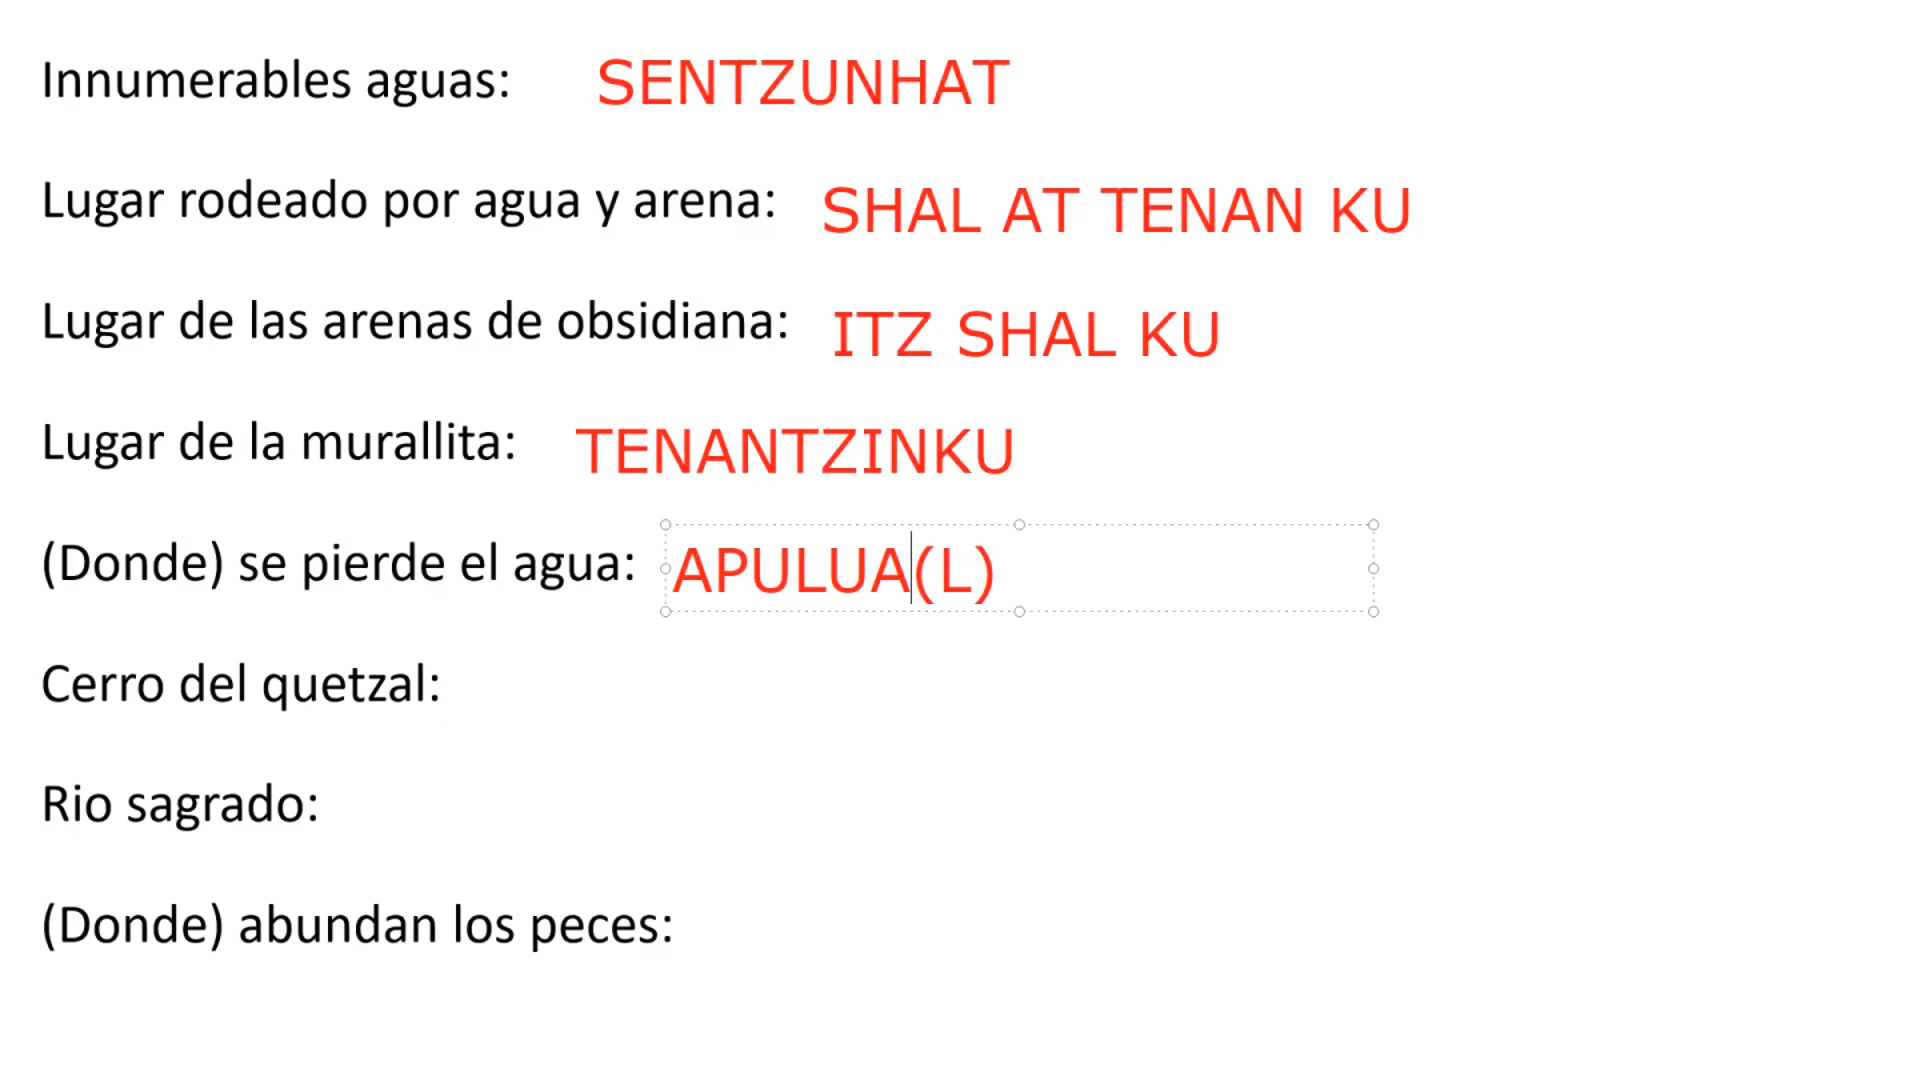 Innumerables aguas: SENTZUNHAT
Lugar rodeado por agua y arena: SHAL AT TENAN KU
Lugar de las arenas de obsidiana: ITZ SHAL KU
Lugar de la murallita: TENANTZINKU
(Donde) se pierde el agua: APULUA(L)
Cerro del quetzal:
Rio sagrado:
(Donde) abundan los peces: